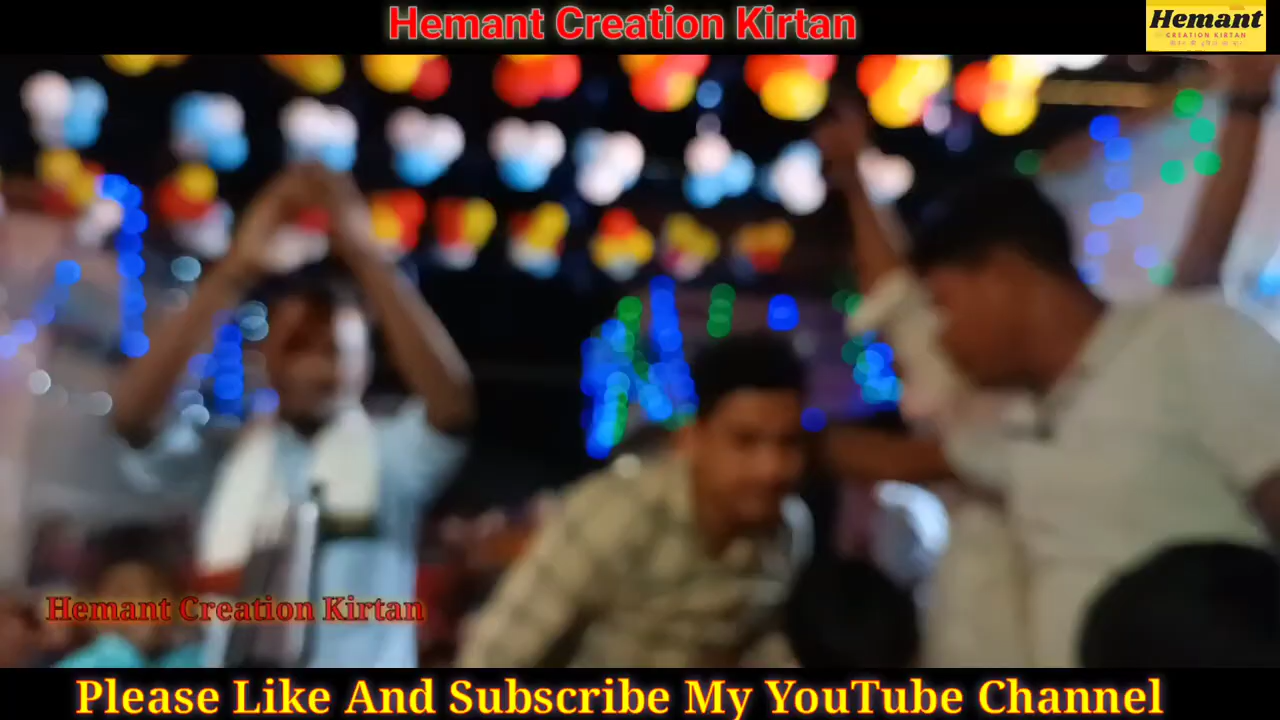 Hemant Creation Kirtan
Hemant
CREATION KIRTAN
Hemant Creation Kirtan
Please Like And Subscribe My YouTube Channel